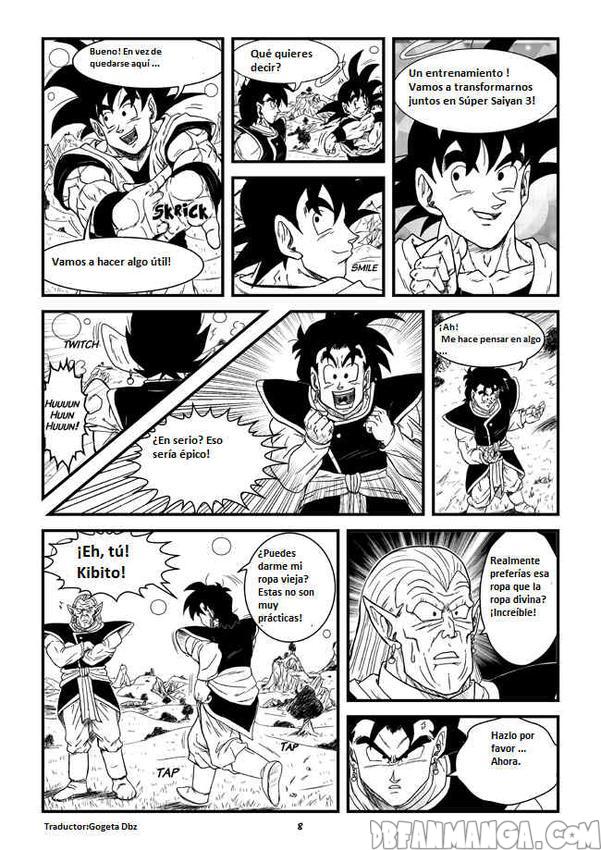 Bueno! En vez de
quedarse aquí ...
SKRICK
Vamos a hacer algo útil!
Qué quieres
decir?
SMILE
Un entrenamiento !
Vamos a transformarnos
juntos en Súper Saiyan 3!
TWITCH
HUUUUN
HUUN
HUUUN!
¿En serio? Eso
sería épico!
¡Ah!
Me hace pensar en algo
...
¡Eh, tú!
Kibito!
¿Puedes
darme mi
ropa vieja?
Estas no son
muy
prácticas!
TAP
TAP
Realmente
preferías esa
ropa que la
ropa divina?
¡Increíble!
Hazlo por
favor ...
Ahora.
Traductor:Gogeta Dbz
8
DBFANMANGA.COM